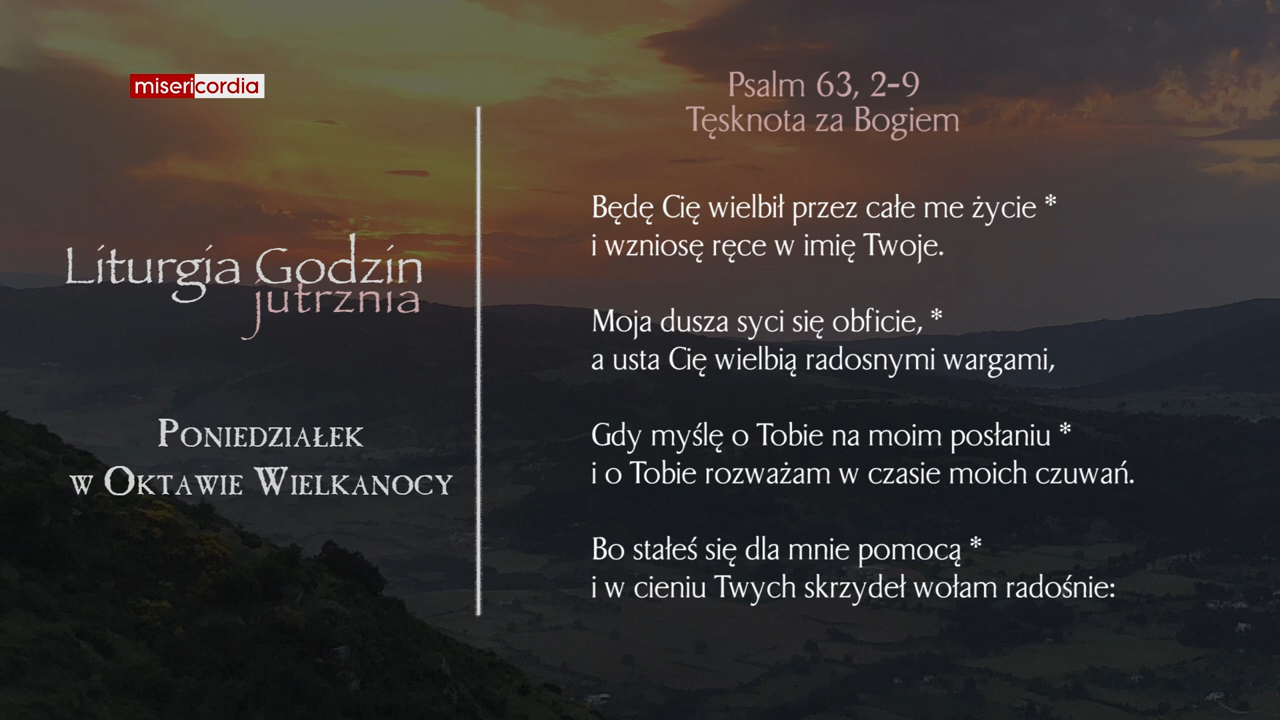 misericordia
Liturgia Godzin
jutrznia
Poniedziałek
w Oktawie Wielkanocy
Psalm 63, 2-9
Tęsknota za Bogiem
Będę Cię wielbił przez całe me życie *
i wzniosę ręce w imię Twoje.
Moja dusza syci się obficie, *
a usta Cię wielbią radosnymi wargami,
Gdy myślę o Tobie na moim posłaniu *
i o Tobie rozważam w czasie moich czuwań.
Bo stałeś się dla mnie pomocą *
i w cieniu Twych skrzydeł wołam radośnie: